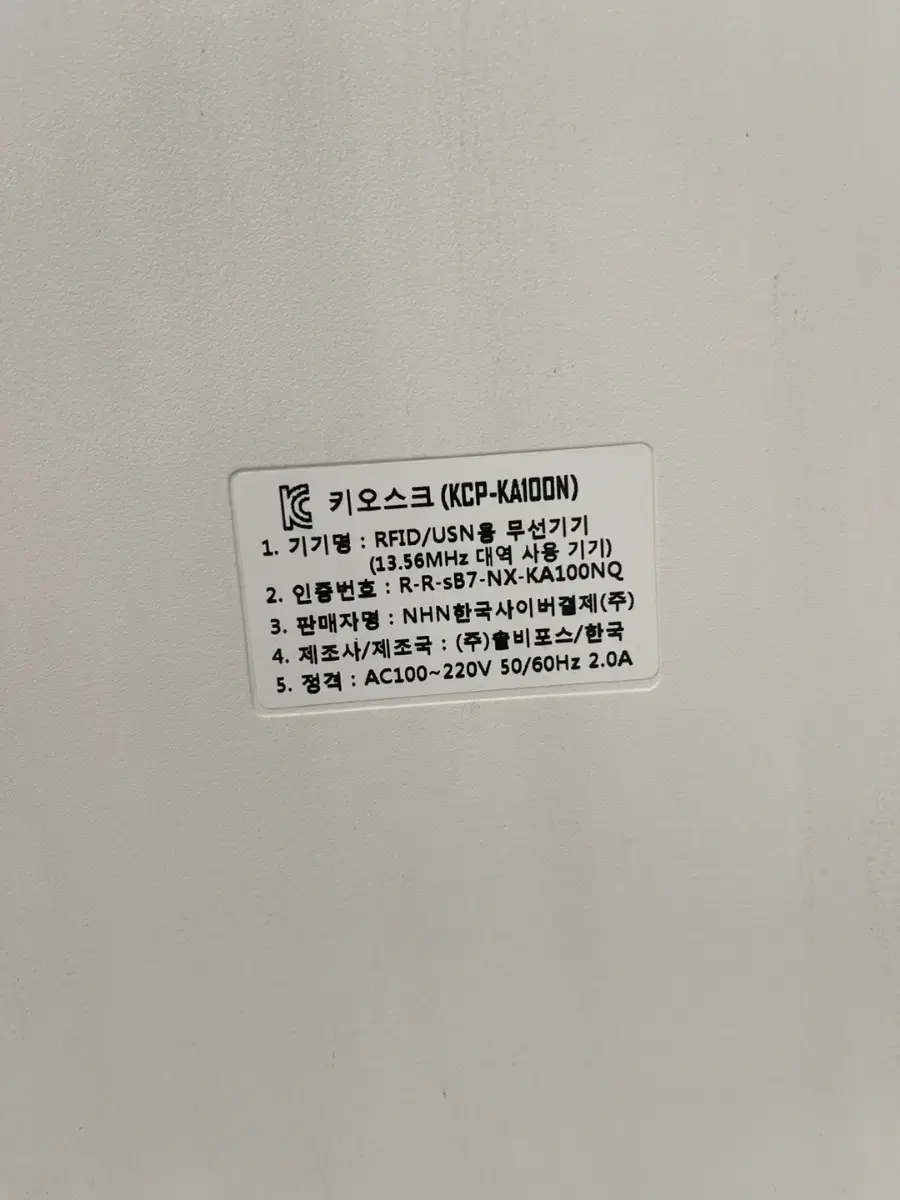 키오스크 (KCP-KA100N)
1. 기기명 : RFID/USN용 무선기기
(13.56MHz 대역 사용 기기)
2. 인증번호 : R-R-sB7-NX-KA100NQ
3. 판매자명 : NHN한국사이버결제(주)
4. 제조사/제조국 : (주)솔비포스/한국
5. 정격 : AC100~220V 50/60Hz 2.0A